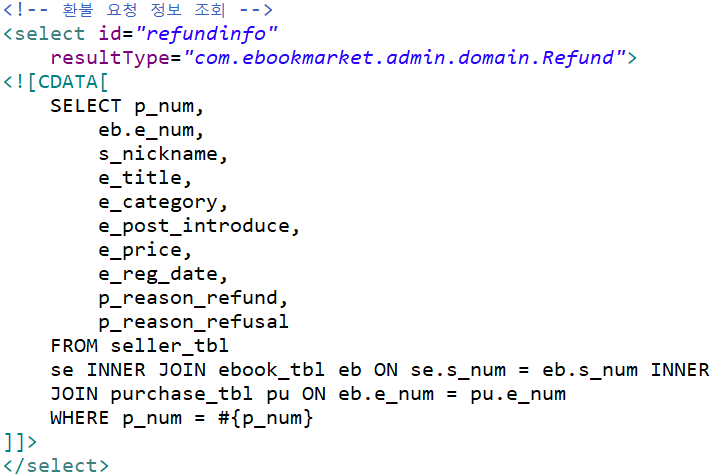 <!-- 환불 요청 정보 조회 -->
<select id="refundinfo"
resultType="com.ebookmarket.admin.domain.Refund">
<![CDATA[
SELECT p_num,
eb.e_num,
s_nickname,
e_title,
e_category,
e_post_introduce,
e_price,
e_reg_date,
p_reason_refund,
p_reason_refusal
FROM seller_tbl
se INNER JOIN ebook_tbl eb ON se.s_num = eb.s_num INNER
JOIN purchase_tbl pu ON eb.e_num = pu.e_num
WHERE p_num = #{p_num}
]]>
</select>